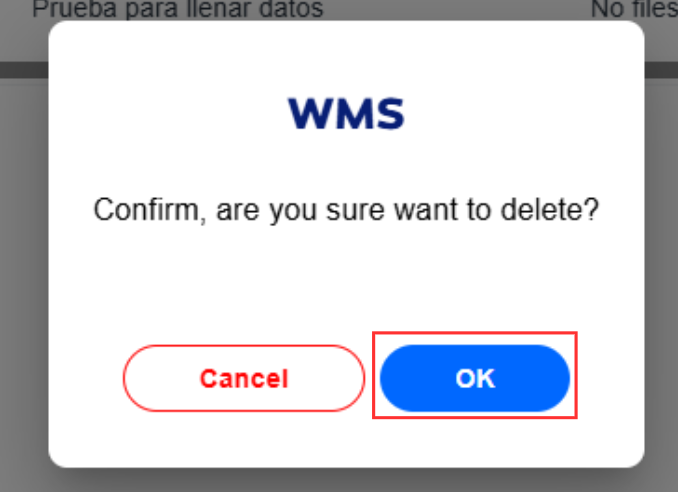 Prueba para llenar datos
No files
WMS
Confirm, are you sure want to delete?
Cancel
OK